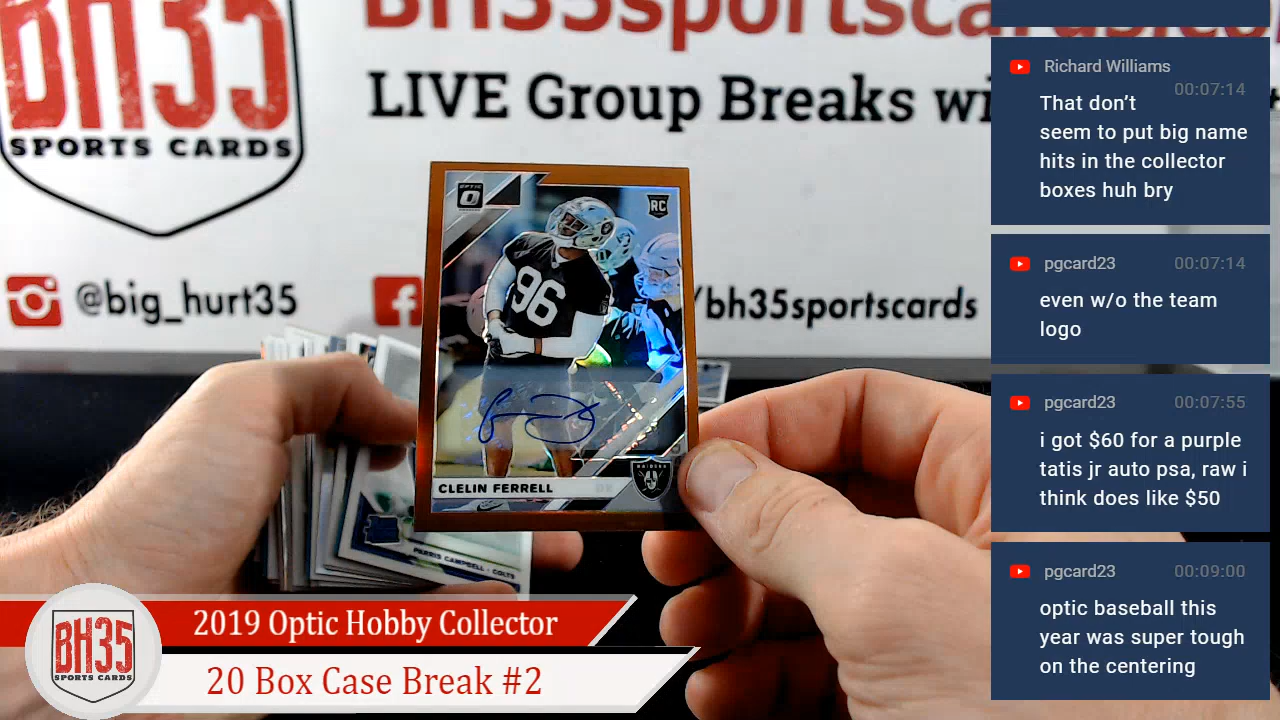 BH35
SPORTS CARDS
BH35sportscards.co
LIVE Group Breaks wi
@big_hurt35
/bh35sportscards
OPTIC
RC
96
RAIDERS
CLELIN FERRELL
PARRIS CAMPBELL - COLTS
BH35
SPORTS CARDS
2019 Optic Hobby Collector
20 Box Case Break #2
Richard Williams
00:07:14
That don't
seem to put big name
hits in the collector
boxes huh bry
pgcard23 00:07:14
even w/o the team
logo
pgcard23 00:07:55
i got $60 for a purple
tatis jr auto psa, raw i
think does like $50
pgcard23 00:09:00
optic baseball this
year was super tough
on the centering